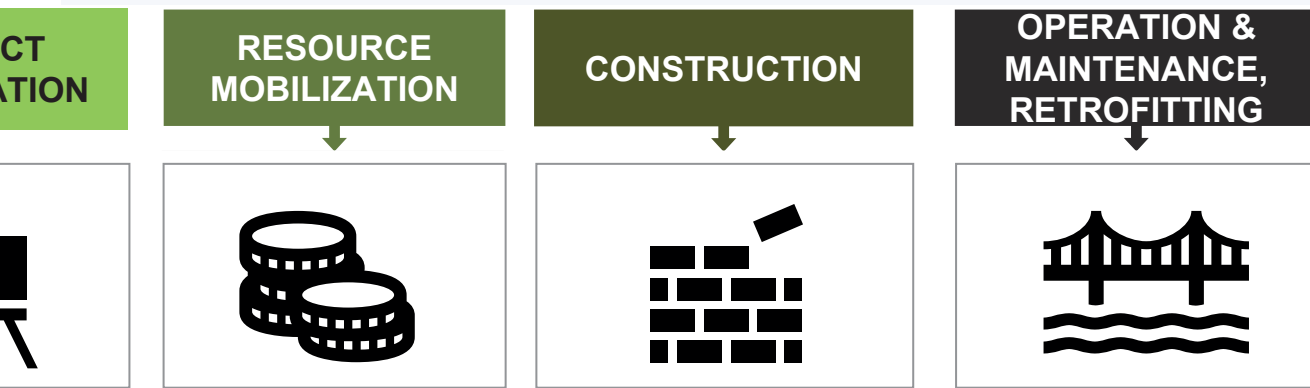 CT
ATION
RESOURCE
MOBILIZATION
CONSTRUCTION
OPERATION &
MAINTENANCE,
RETROFITTING